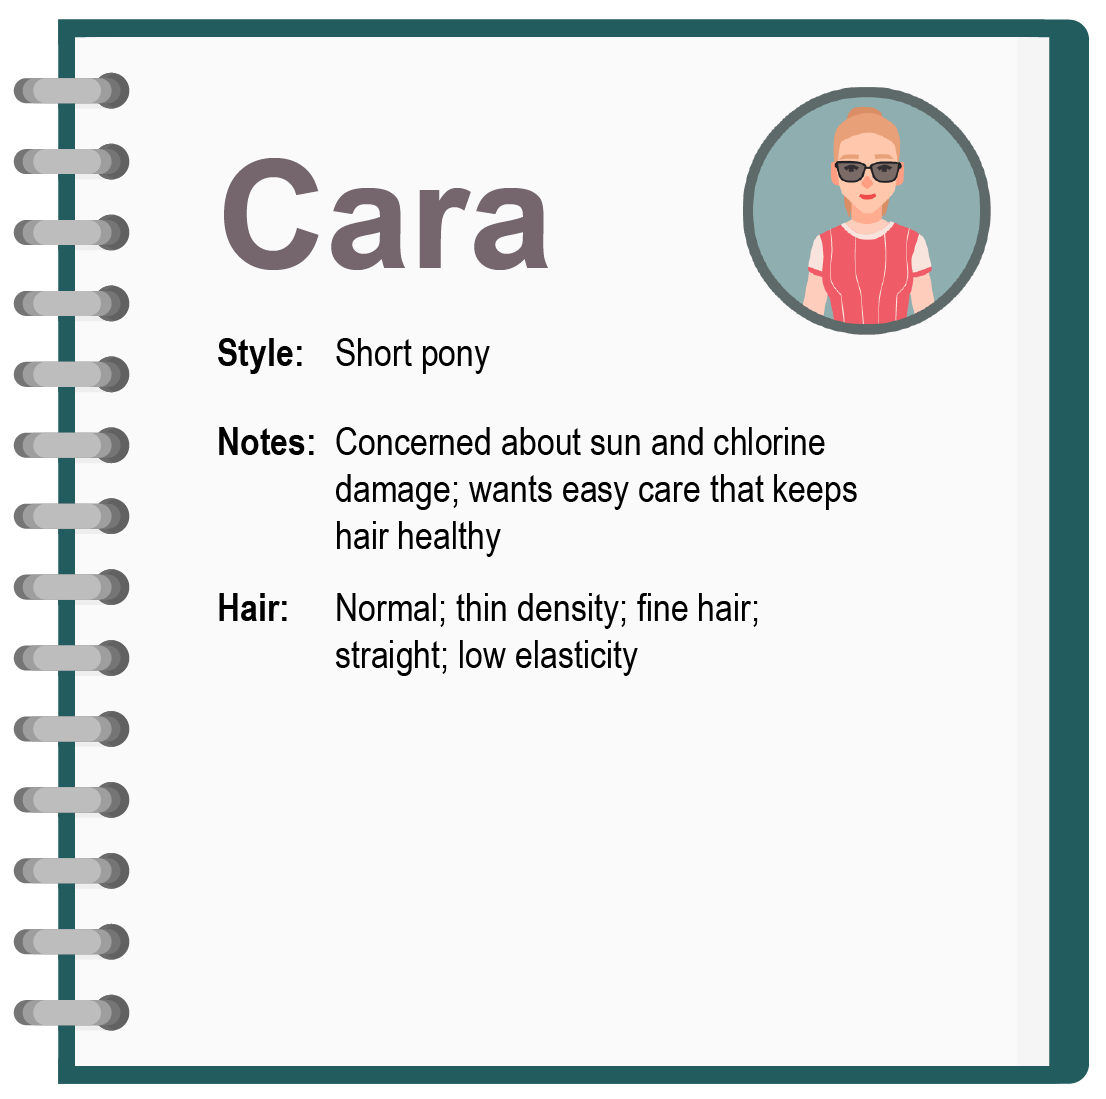 Cara
Style: Short pony
Notes: Concerned about sun and chlorine
damage; wants easy care that keeps
hair healthy
Hair: Normal; thin density; fine hair;
straight; low elasticity